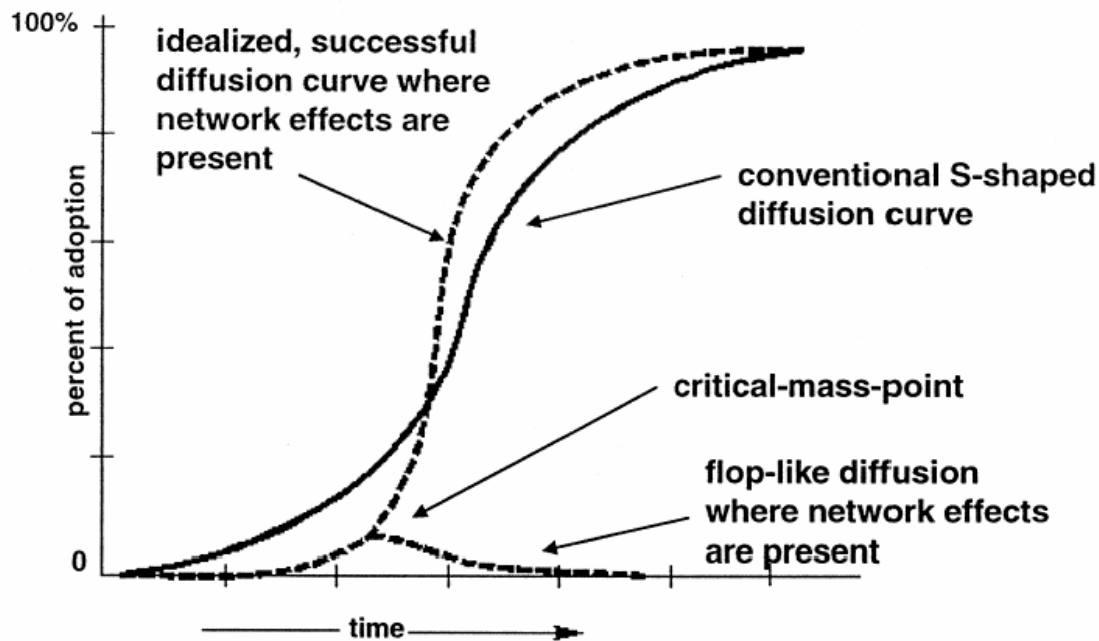 100%
idealized, successful
diffusion curve where
network effects are
present
conventional S-shaped
diffusion curve
percent of adoption
critical-mass-point
flop-like diffusion
where network effects
are present
0
time